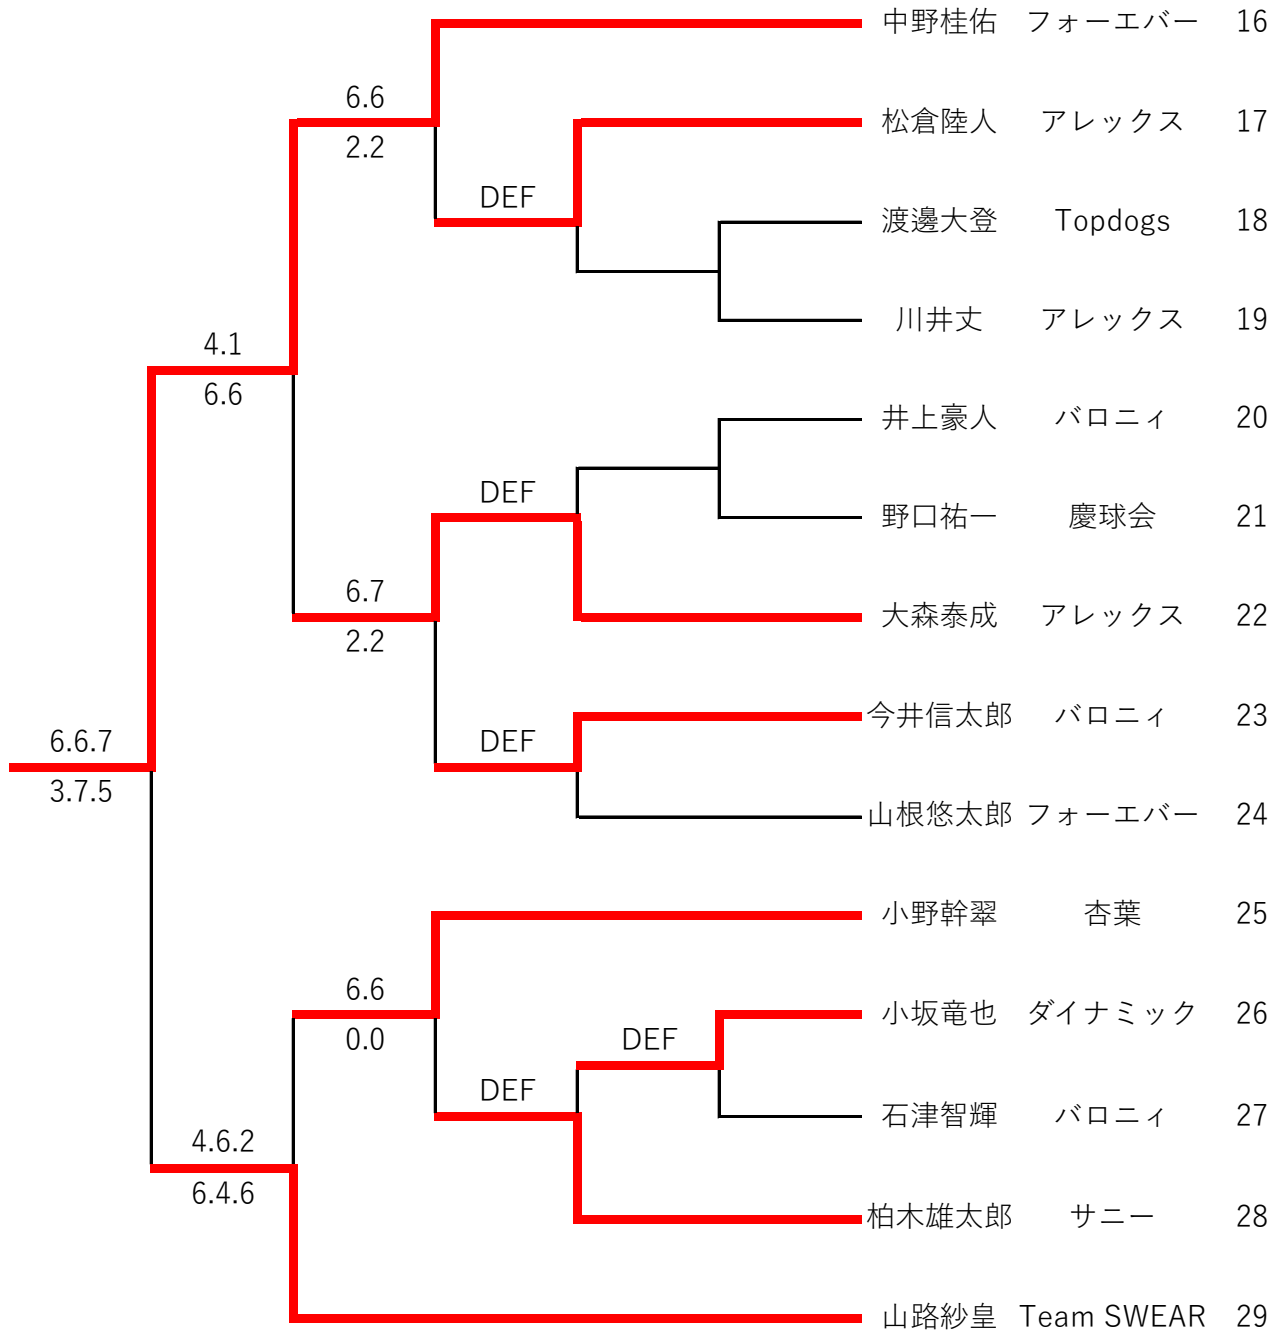 中野桂佑 フォーエバー 16
6.6
松倉陸人 アレックス 17
2.2
DEF
渡邊大登 Topdogs 18
川井丈 アレックス 19
4.1
6.6
井上豪人 バロニィ 20
DEF
野口祐一 慶球会 21
6.7
大森泰成 アレックス 22
2.2
今井信太郎 バロニィ 23
6.6.7
DEF
3.7.5
山根悠太郎 フォーエバー 24
小野幹翠 杏葉 25
6.6
小坂竜也 ダイナミック 26
0.0
DEF
DEF
石津智輝 バロニィ 27
4.6.2
6.4.6
柏木雄太郎 サニー 28
山路紗皇 Team SWEAR 29